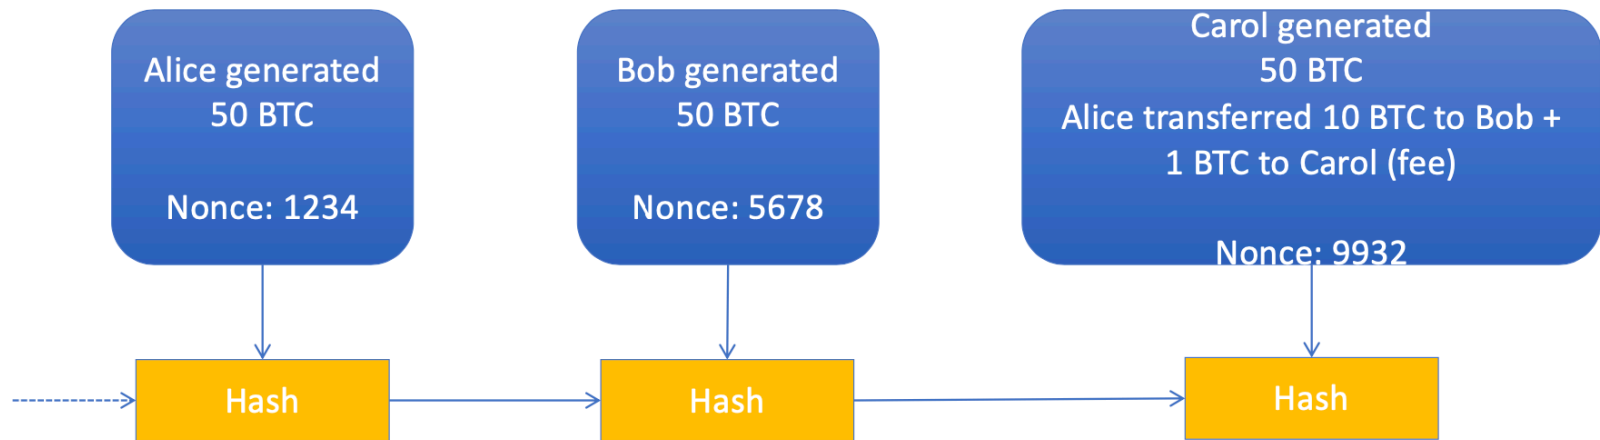 Alice generated
50 BTC
Nonce: 1234
Bob generated
50 BTC
Nonce: 5678
Carol generated
50 BTC
Alice transferred 10 BTC to Bob +
1 BTC to Carol (fee)
Nonce: 9932
Hash
Hash
Hash